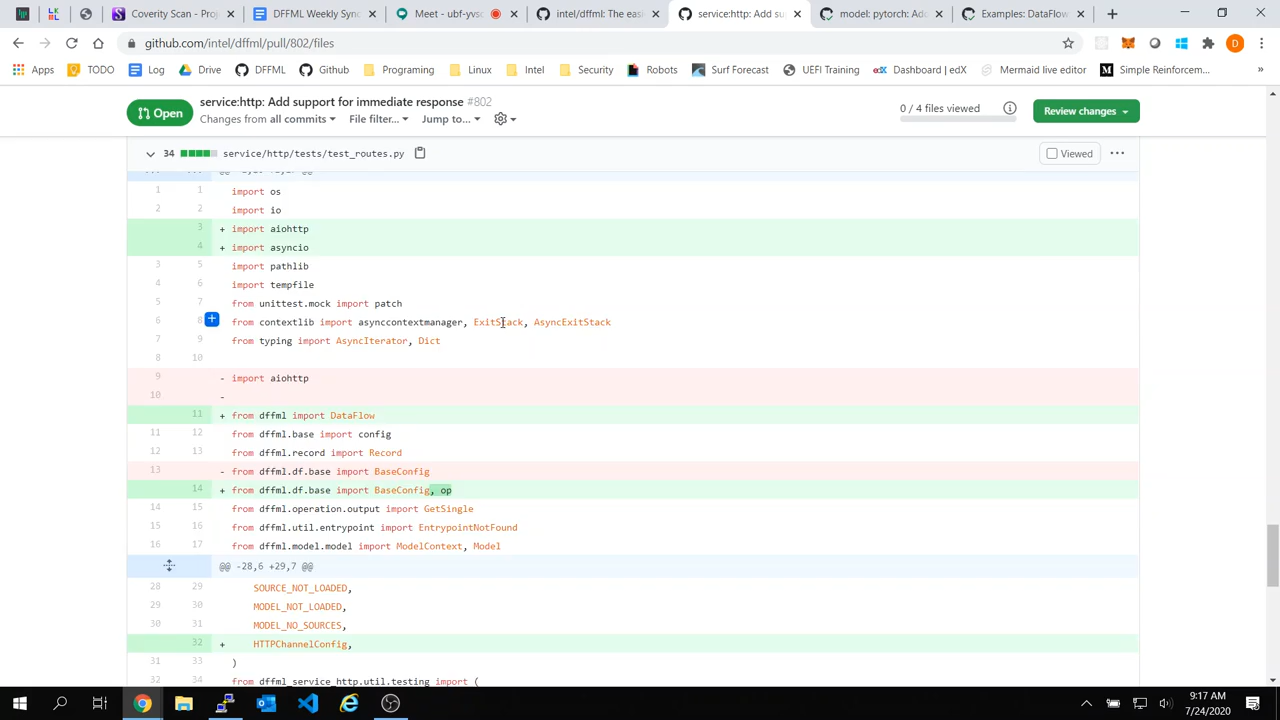 Coverity Scan - Proj
DFFML Weekly Sync
Meet - ubf-yvsc
intel/dffml: The easi
service:http: Add sup
model: pytorch: Add
Examples: DataFlow
github.com/intel/dffml/pull/802/files
Apps
TODO
Log
Drive
DFFML
Github
Programing
Linux
Intel
Security
Robots
Surf Forecast
UEFI Training
Dashboard | edX
Mermaid live editor
Simple Reinforcem...
»
Open
service:http: Add support for immediate response #802
Changes from all commits
File filter...
Jump to...
0 / 4 files viewed
Review changes
34
service/http/tests/test_routes.py
Viewed
1 1 import os
2 2 import io
3 + import aiohttp
4 + import asyncio
3 5 import pathlib
4 6 import tempfile
5 7 from unittest.mock import patch
6 8 from contextlib import asynccontextmanager, ExitStack, AsyncExitStack
7 9 from typing import AsyncIterator, Dict
8 10
9 - import aiohttp
10 -
11 + from dffml import DataFlow
11 12 from dffml.base import config
12 13 from dffml.record import Record
13 - from dffml.df.base import BaseConfig
14 + from dffml.df.base import BaseConfig, op
14 15 from dffml.operation.output import GetSingle
15 16 from dffml.util.entrypoint import EntrypointNotFound
16 17 from dffml.model.model import ModelContext, Model
@@ -28,6 +29,7 @@
28 29 SOURCE_NOT_LOADED,
29 30 MODEL_NOT_LOADED,
30 31 MODEL_NO_SOURCES,
32 + HTTPChannelConfig,
31 33 )
32 34 from dffml_service_http.util.testing import (
9:17 AM
7/24/2020